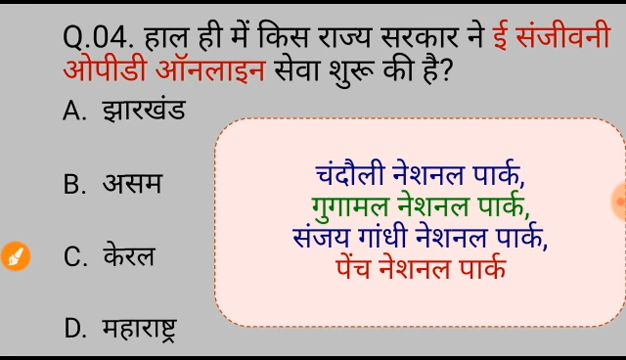 Q.04. हाल ही में किस राज्य सरकार ने ई संजीवनी
ओपीडी ऑनलाइन सेवा शुरू की है?
A. झारखंड
B. असम
C. केरल
D. महाराष्ट्र
चंदौली नेशनल पार्क,
गुगामल नेशनल पार्क,
संजय गांधी नेशनल पार्क,
पेंच नेशनल पार्क